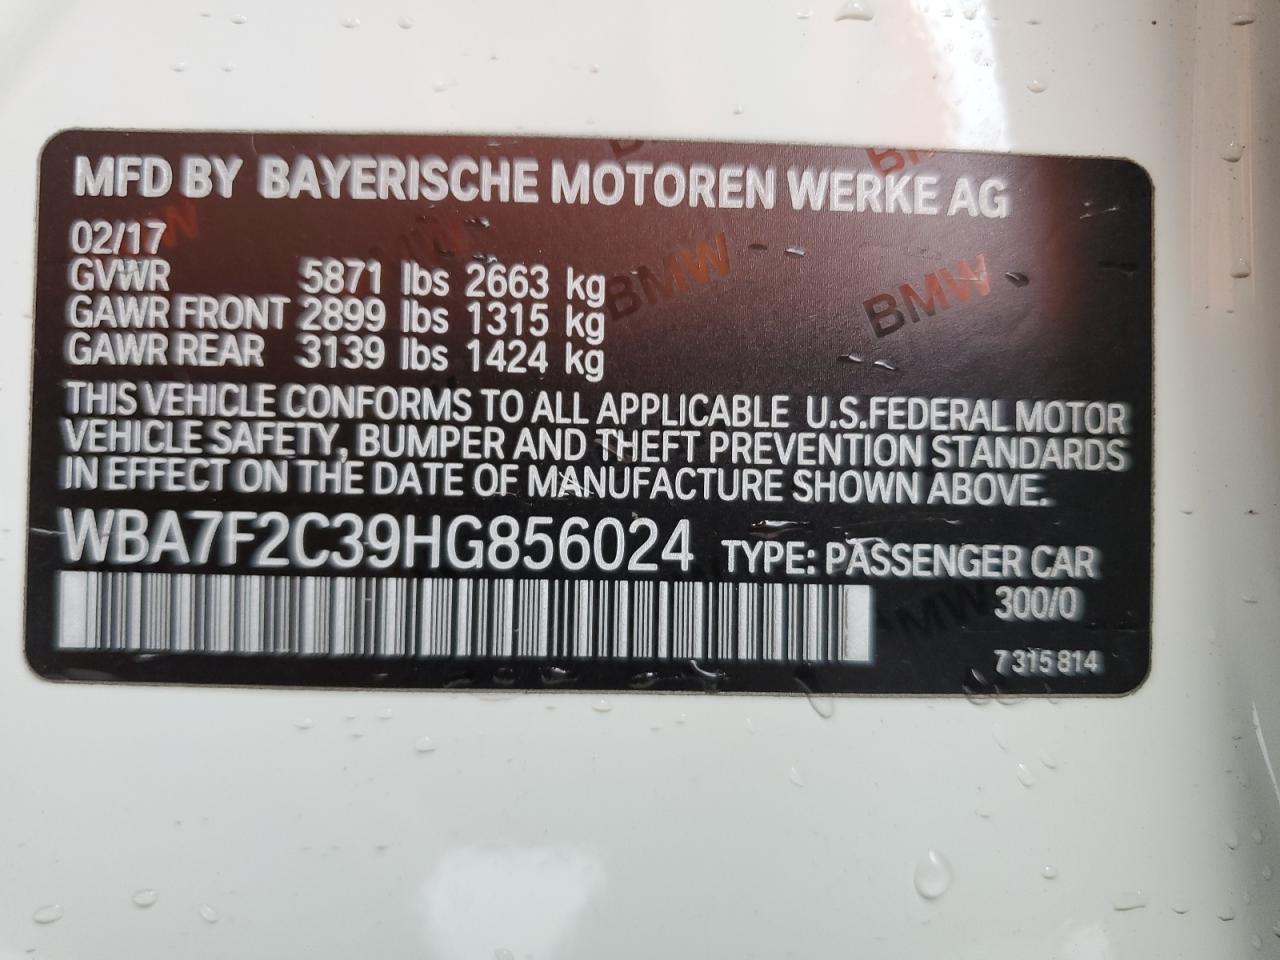 MFD BY BAYERISCHE MOTOREN WERKE AG
02/17
GVWR 5871 lbs 2663 kg
GAWR FRONT 2899 lbs 1315 kg
GAWR REAR 3139 lbs 1424 kg
THIS VEHICLE CONFORMS TO ALL APPLICABLE U.S.FEDERAL MOTOR
VEHICLE SAFETY, BUMPER AND THEFT PREVENTION STANDARDS
IN EFFECT ON THE DATE OF MANUFACTURE SHOWN ABOVE.
WBA7F2C39HG856024 TYPE: PASSENGER CAR
300/0
7 315 814
BMW
BMW
BMW